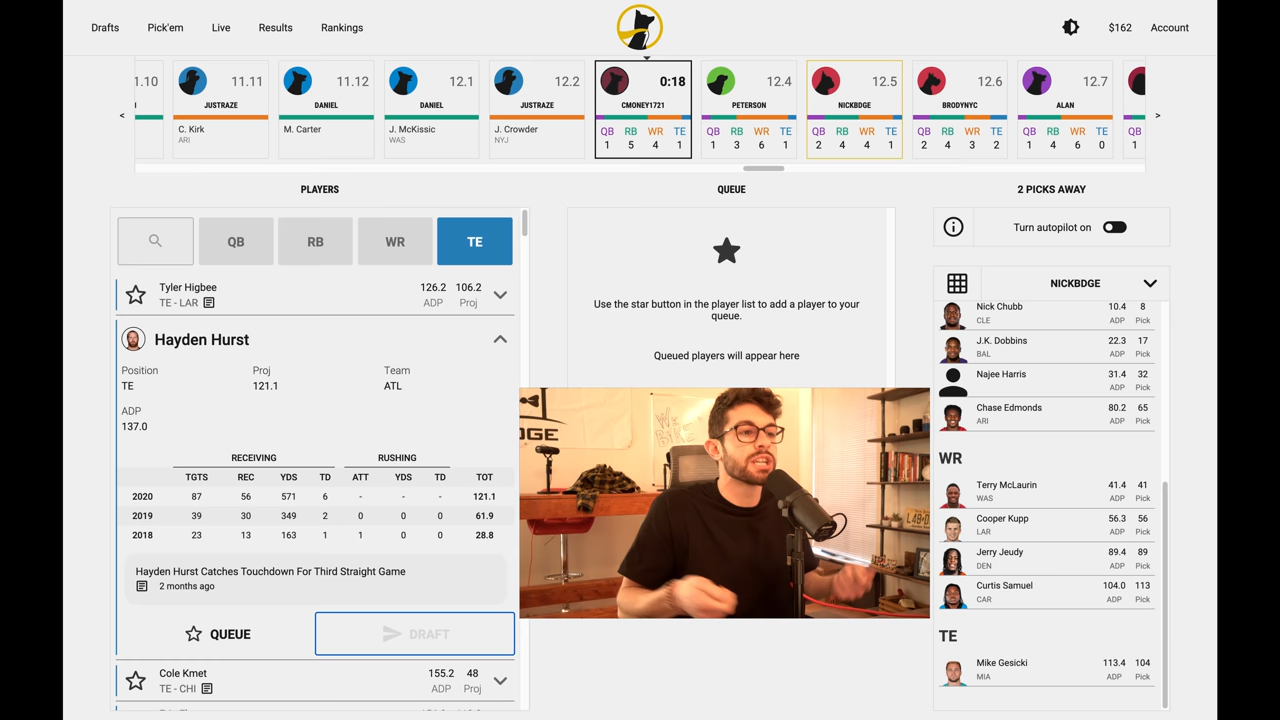 Drafts Pick'em Live Results Rankings $162 Account
1.10 11.11 11.12 12.1 12.2 0:18 12.4 12.5 12.6 12.7
JUSTRAZE DANIEL DANIEL JUSTRAZE CMONEY1721 PETERSON NICKBDGE BRODYNYC ALAN
C. Kirk M. Carter J. McKissic J. Crowder QB RB WR TE QB RB WR TE QB RB WR TE QB RB WR TE QB RB WR TE QB
ARI WAS NYJ 1 5 4 1 1 3 6 1 2 4 4 1 2 4 3 2 1 4 6 0 1
< >
PLAYERS QUEUE 2 PICKS AWAY
QB RB WR TE
Tyler Higbee 126.2 106.2
TE - LAR ADP Proj
Hayden Hurst
Position Proj Team
TE 121.1 ATL
ADP
137.0
RECEIVING RUSHING
TGTS REC YDS TD ATT YDS TD TOT
2020 87 56 571 6 - - - 121.1
2019 39 30 349 2 0 0 0 61.9
2018 23 13 163 1 1 0 0 28.8
Hayden Hurst Catches Touchdown For Third Straight Game
2 months ago
QUEUE DRAFT
Cole Kmet 155.2 48
TE - CHI ADP Proj
Use the star button in the player list to add a player to your
queue.
Queued players will appear here
Turn autopilot on
NICKBDGE
Nick Chubb 10.4 8
CLE ADP Pick
J.K. Dobbins 22.3 17
BAL ADP Pick
Najee Harris 31.4 32
ADP Pick
Chase Edmonds 80.2 65
ARI ADP Pick
WR
Terry McLaurin 41.4 41
WAS ADP Pick
Cooper Kupp 56.3 56
LAR ADP Pick
Jerry Jeudy 89.4 89
DEN ADP Pick
Curtis Samuel 104.0 113
CAR ADP Pick
TE
Mike Gesicki 113.4 104
MIA ADP Pick